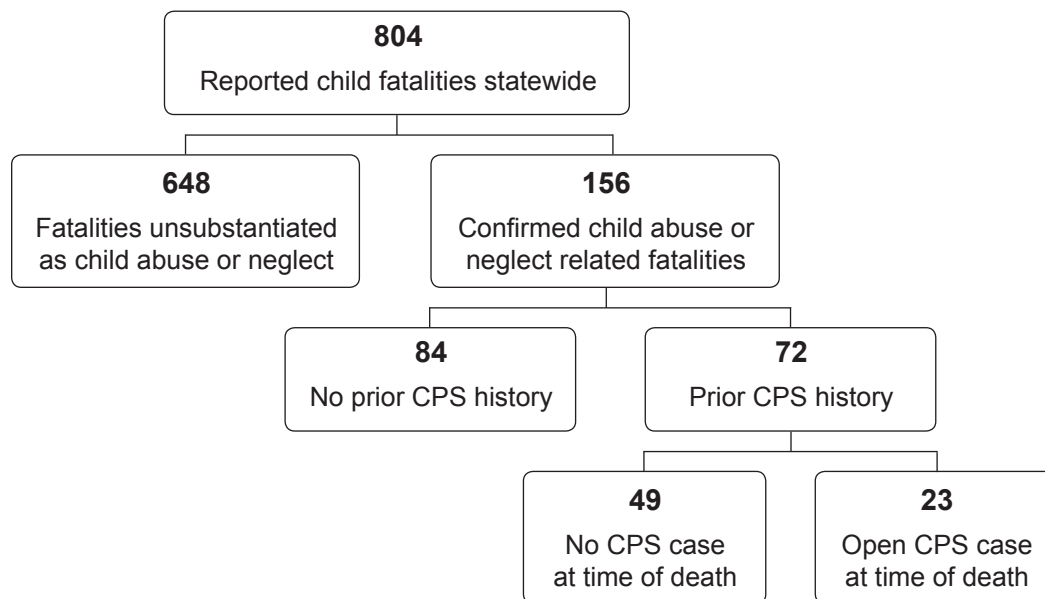 804
Reported child fatalities statewide
648
Fatalities unsubstantiated
as child abuse or neglect
156
Confirmed child abuse or
neglect related fatalities
84
No prior CPS history
72
Prior CPS history
49
No CPS case
at time of death
23
Open CPS case
at time of death